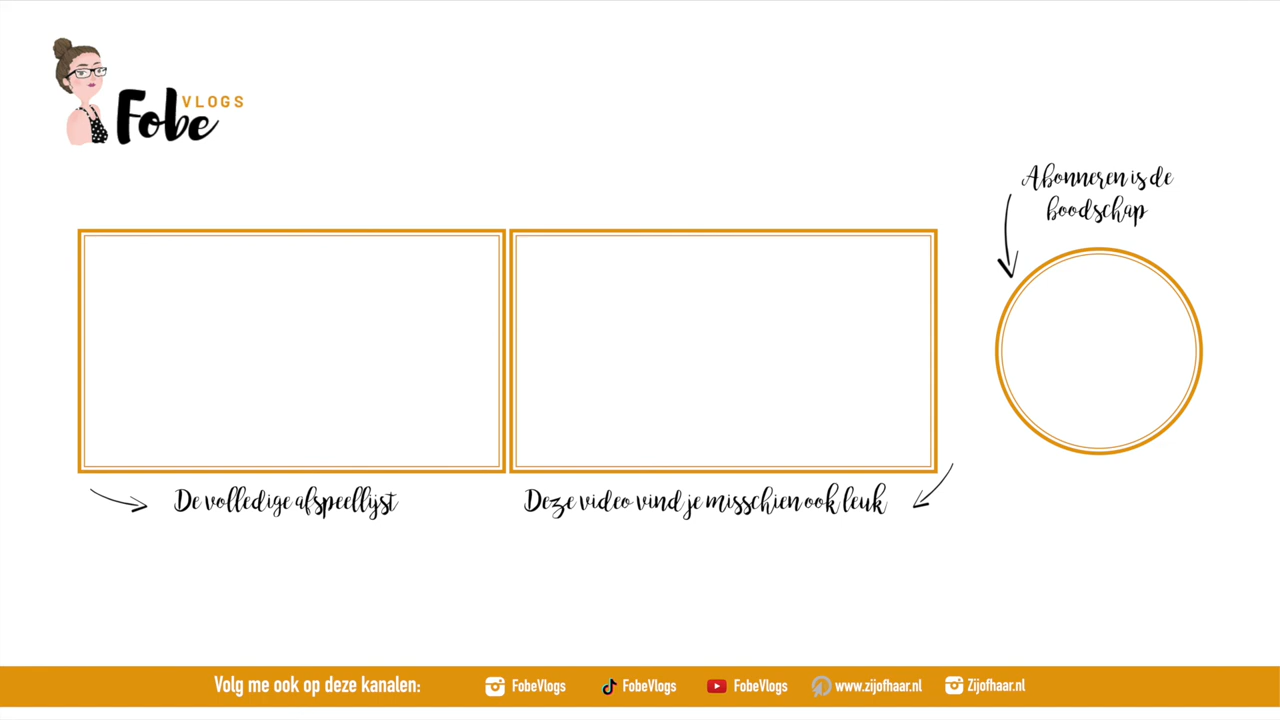 VLOGS
Fobe
Abonneren is de
boodschap
De volledige afspeellijst
Deze video vind je misschien ook leuk
Volg me ook op deze kanalen: FobeVlogs FobeVlogs FobeVlogs www.zijofhaar.nl Zijofhaar.nl